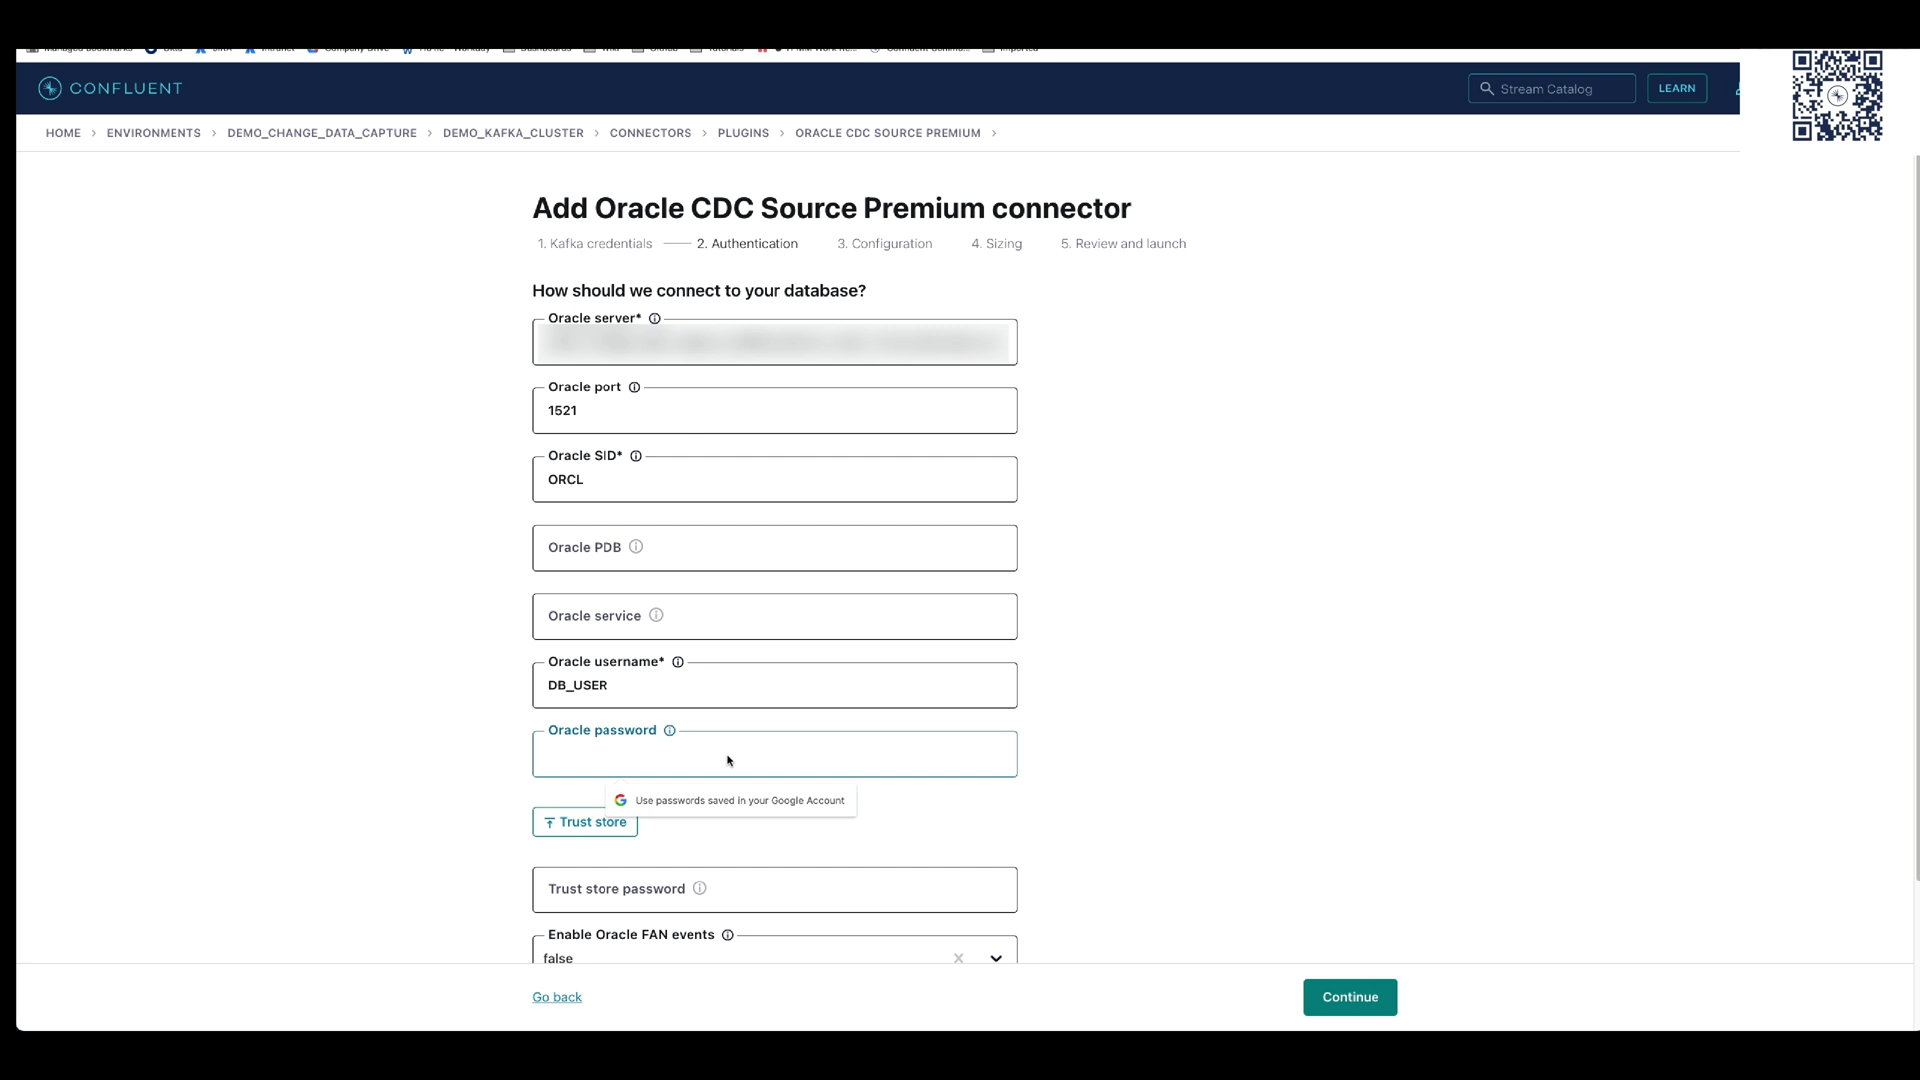 CONFLUENT
Stream Catalog
LEARN
HOME > ENVIRONMENTS > DEMO_CHANGE_DATA_CAPTURE > DEMO_KAFKA_CLUSTER > CONNECTORS > PLUGINS > ORACLE CDC SOURCE PREMIUM >
Add Oracle CDC Source Premium connector
1. Kafka credentials 2. Authentication 3. Configuration 4. Sizing 5. Review and launch
How should we connect to your database?
Oracle server*
Oracle port
1521
Oracle SID*
ORCL
Oracle PDB
Oracle service
Oracle username*
DB_USER
Oracle password
Use passwords saved in your Google Account
Trust store
Trust store password
Enable Oracle FAN events
false
Go back
Continue